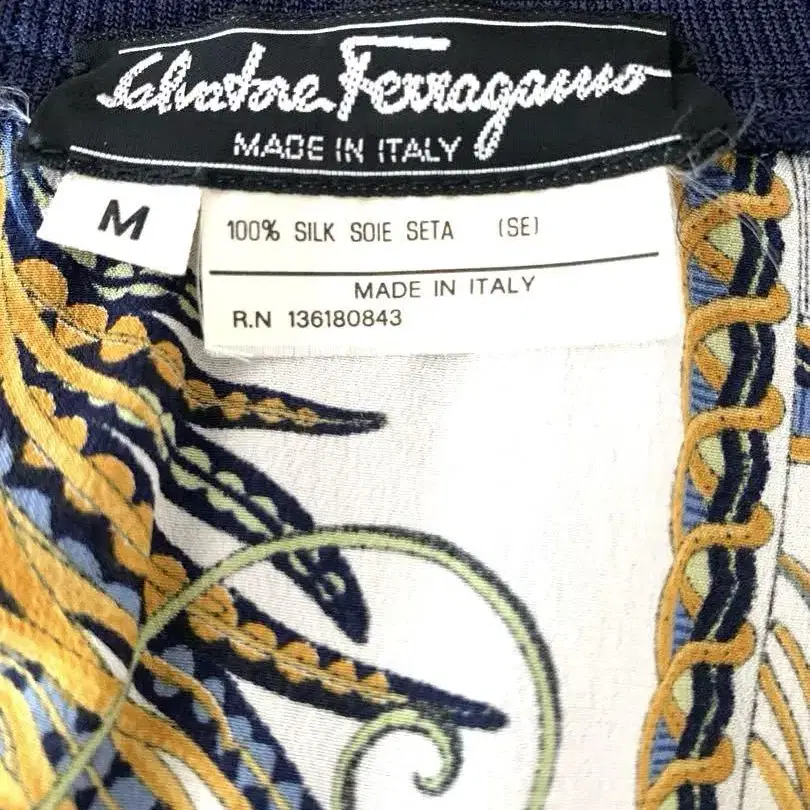 Salvatore Ferragamo
MADE IN ITALY
M
100% SILK SOIE SETA (SE)
MADE IN ITALY
R.N 136180843